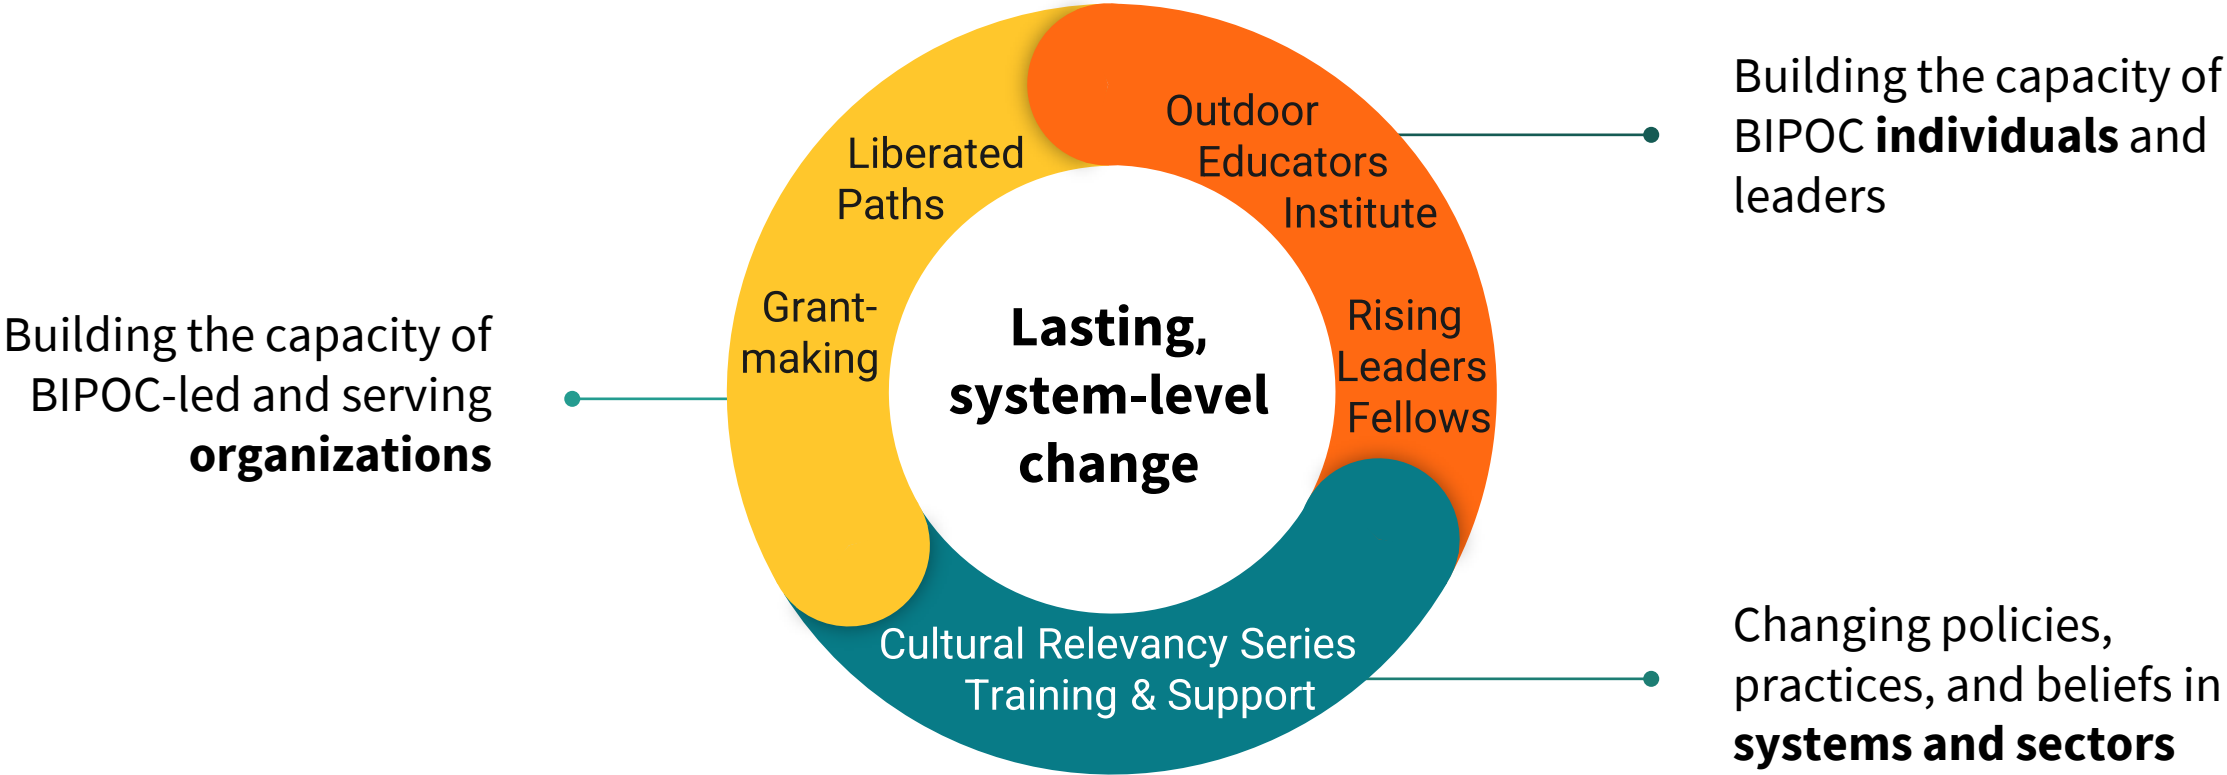 Outdoor
Educators
Institute
Rising
Leaders
Fellows
Building the capacity of
BIPOC individuals and
leaders
Cultural Relevancy Series
Training & Support
Changing policies,
practices, and beliefs in
systems and sectors
Liberated
Paths
Grant-
making
Building the capacity of
BIPOC-led and serving
organizations
Lasting,
system-level
change